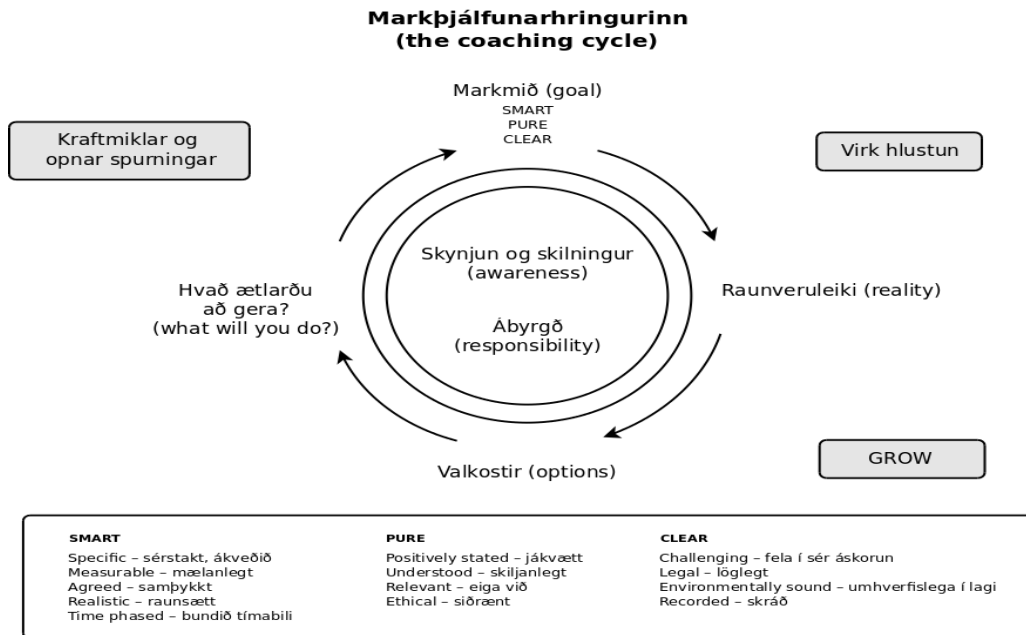 Markþjálfunarhringurinn
(the coaching cycle)
Markmið (goal)
SMART
PURE
CLEAR
Kraftmiklar og
opnar spurningar
Virk hlustun
Skynjun og skilningur
(awareness)
Ábyrgð
(responsibility)
Hvað ætlarðu
að gera?
(what will you do?)
Raunveruleiki (reality)
Valkostir (options)
GROW
SMART
Specific – sérstakt, ákveðið
Measurable – mælanlegt
Agreed – samþykkt
Realistic – raunsætt
Time phased – bundið tímabili
PURE
Positively stated – jákvætt
Understood – skiljanlegt
Relevant – eiga við
Ethical – siðrænt
CLEAR
Challenging – fela í sér áskorun
Legal – löglegt
Environmentally sound – umhverfislega í lagi
Recorded – skráð